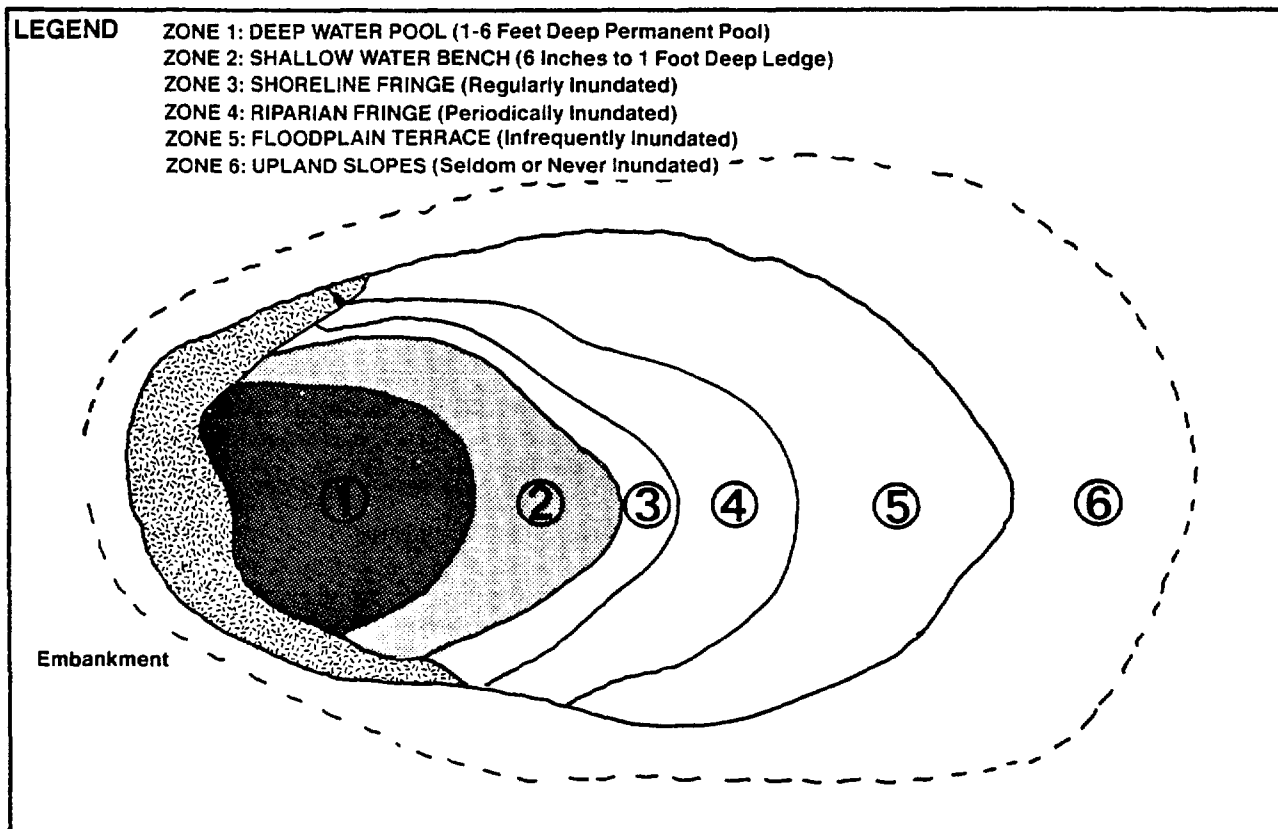 LEGEND ZONE 1: DEEP WATER POOL (1-6 Feet Deep Permanent Pool)
ZONE 2: SHALLOW WATER BENCH (6 Inches to 1 Foot Deep Ledge)
ZONE 3: SHORELINE FRINGE (Regularly Inundated)
ZONE 4: RIPARIAN FRINGE (Periodically Inundated)
ZONE 5: FLOODPLAIN TERRACE (Infrequently Inundated)
ZONE 6: UPLAND SLOPES (Seldom or Never Inundated)
1 2 3 4 5 6
Embankment